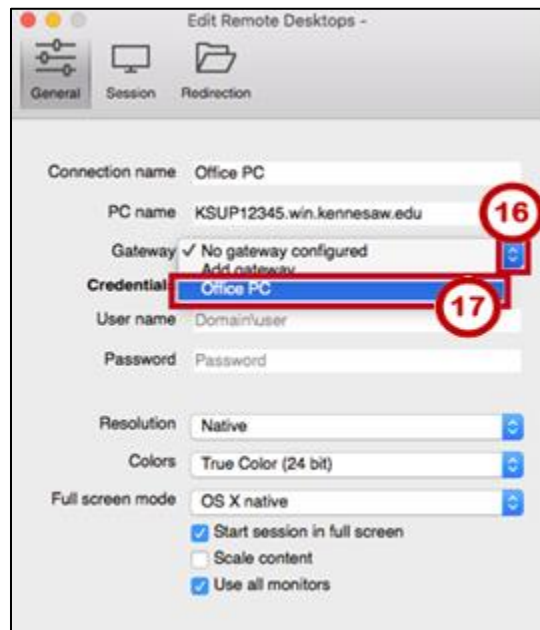 Edit Remote Desktops -
General Session Redirection
Connection name Office PC
PC name KSUP12345.win.kennesaw.edu
16
Gateway ✓ No gateway configured
Add gateway
Credentials Office PC
17
User name Domain\user
Password Password
Resolution Native
Colors True Color (24 bit)
Full screen mode OS X native
Start session in full screen
Scale content
Use all monitors